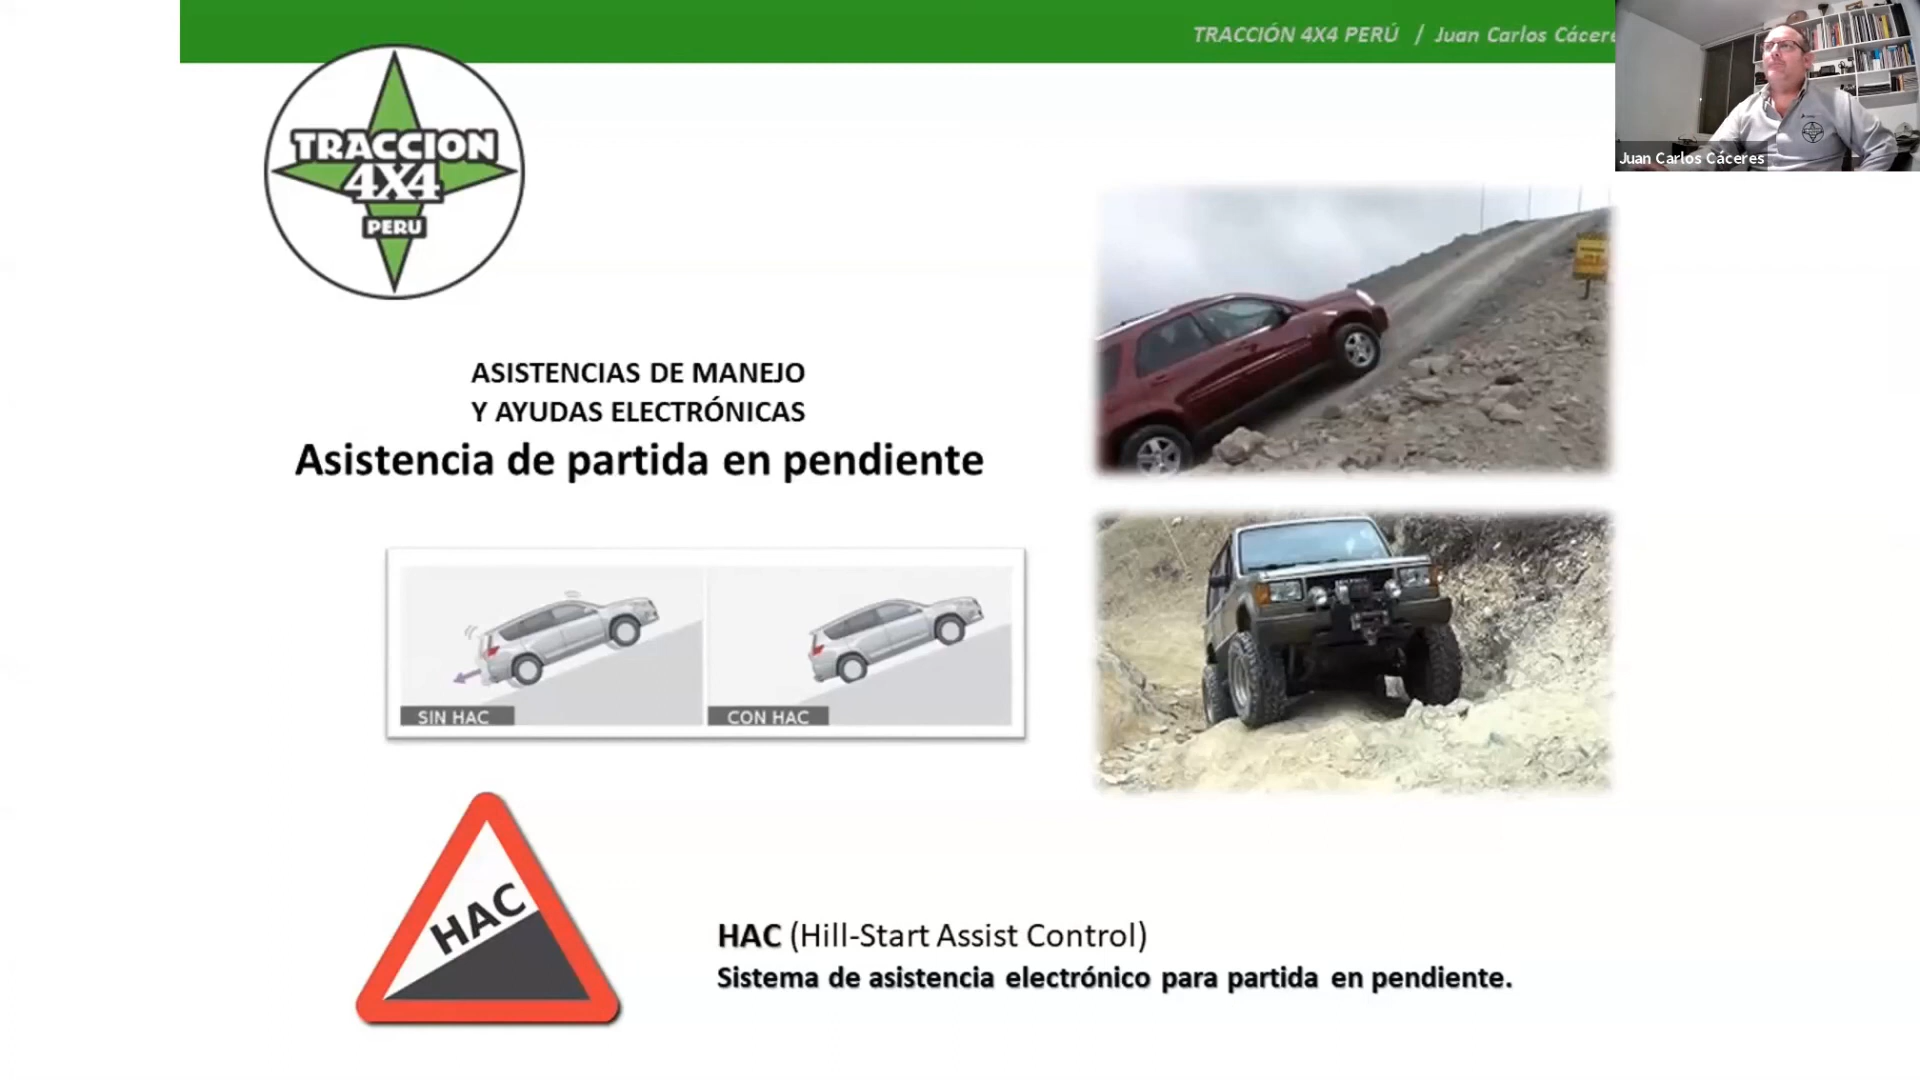 TRACCIÓN 4X4 PERÚ / Juan Carlos Cácere
Juan Carlos Cáceres
TRACCION
4X4
PERU
ASISTENCIAS DE MANEJO
Y AYUDAS ELECTRÓNICAS
Asistencia de partida en pendiente
SIN HAC
CON HAC
HAC
HAC (Hill-Start Assist Control)
Sistema de asistencia electrónico para partida en pendiente.